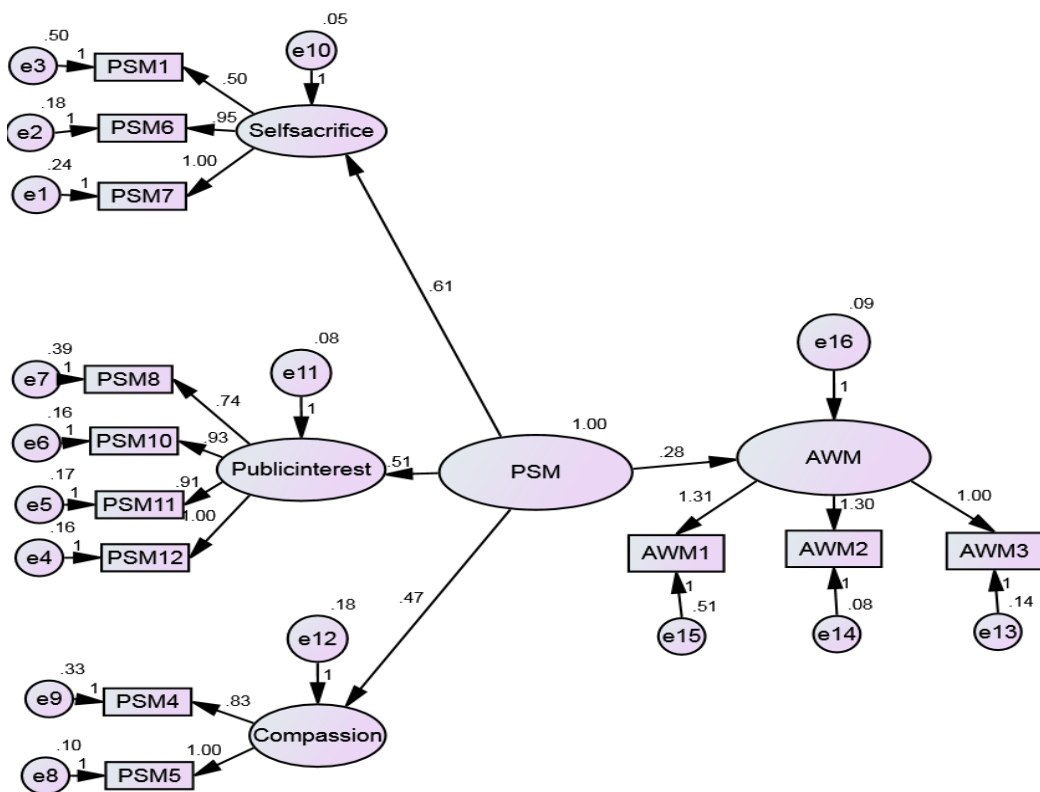 .50
e3
1
PSM1
.50
.18
e2
1
PSM6
.95
.24
e1
1
PSM7
1.00
.05
e10
1
Selfsacrifice
.61
.39
e7
1
PSM8
.74
.16
e6
1
PSM10
.93
.17
e5
1
PSM11
.91
.16
e4
1
PSM12
1.00
.08
e11
1
Publicinterest
.51
PSM
1.00
.28
.09
e16
1
AWM
1.31
1.30
1.00
AWM1
AWM2
AWM3
1
.51
e15
1
.08
e14
1
.14
e13
.47
.18
e12
1
.33
e9
1
PSM4
.83
Compassion
.10
e8
1
PSM5
1.00